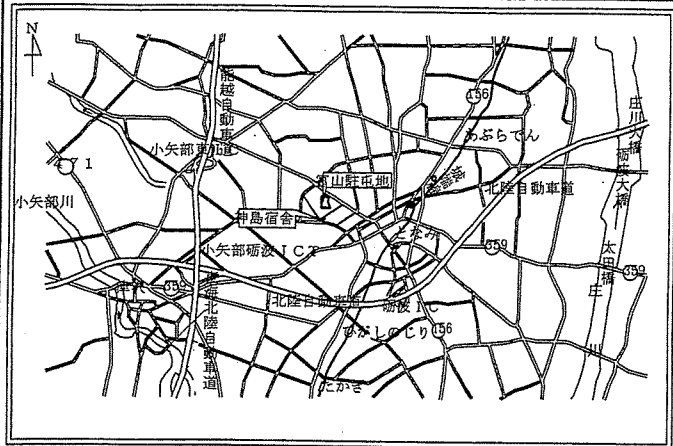 N
能越自動車道
156
庄川大橋
あぶらでん
砺波大橋
471
小矢部東IC
富山駐屯地
城端線
北陸自動車道
小矢部川
神島宿舎
となみ
小矢部砺波JCT
359
太田橋
359
359
北陸自動車道
砺波IC
庄川
東海北陸自動車道
ひがしのじり
156
たかぎ